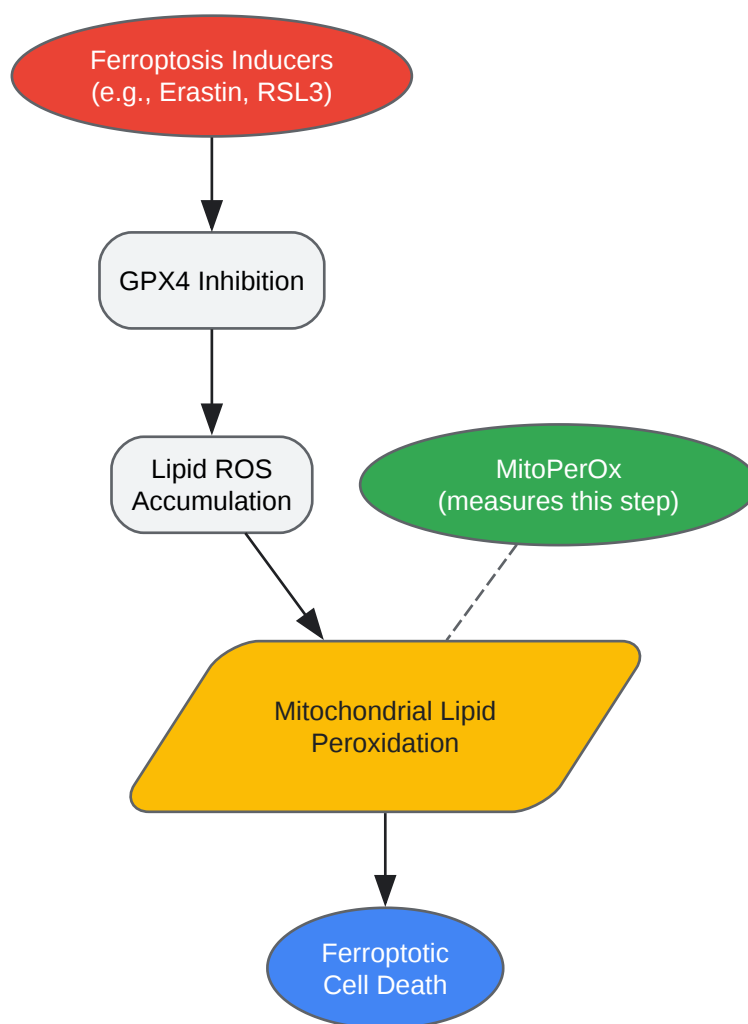 Ferroptosis Inducers
(e.g., Erastin, RSL3)
GPX4 Inhibition
Lipid ROS
Accumulation
MitoPerOx
(measures this step)
Mitochondrial Lipid
Peroxidation
Ferroptotic
Cell Death